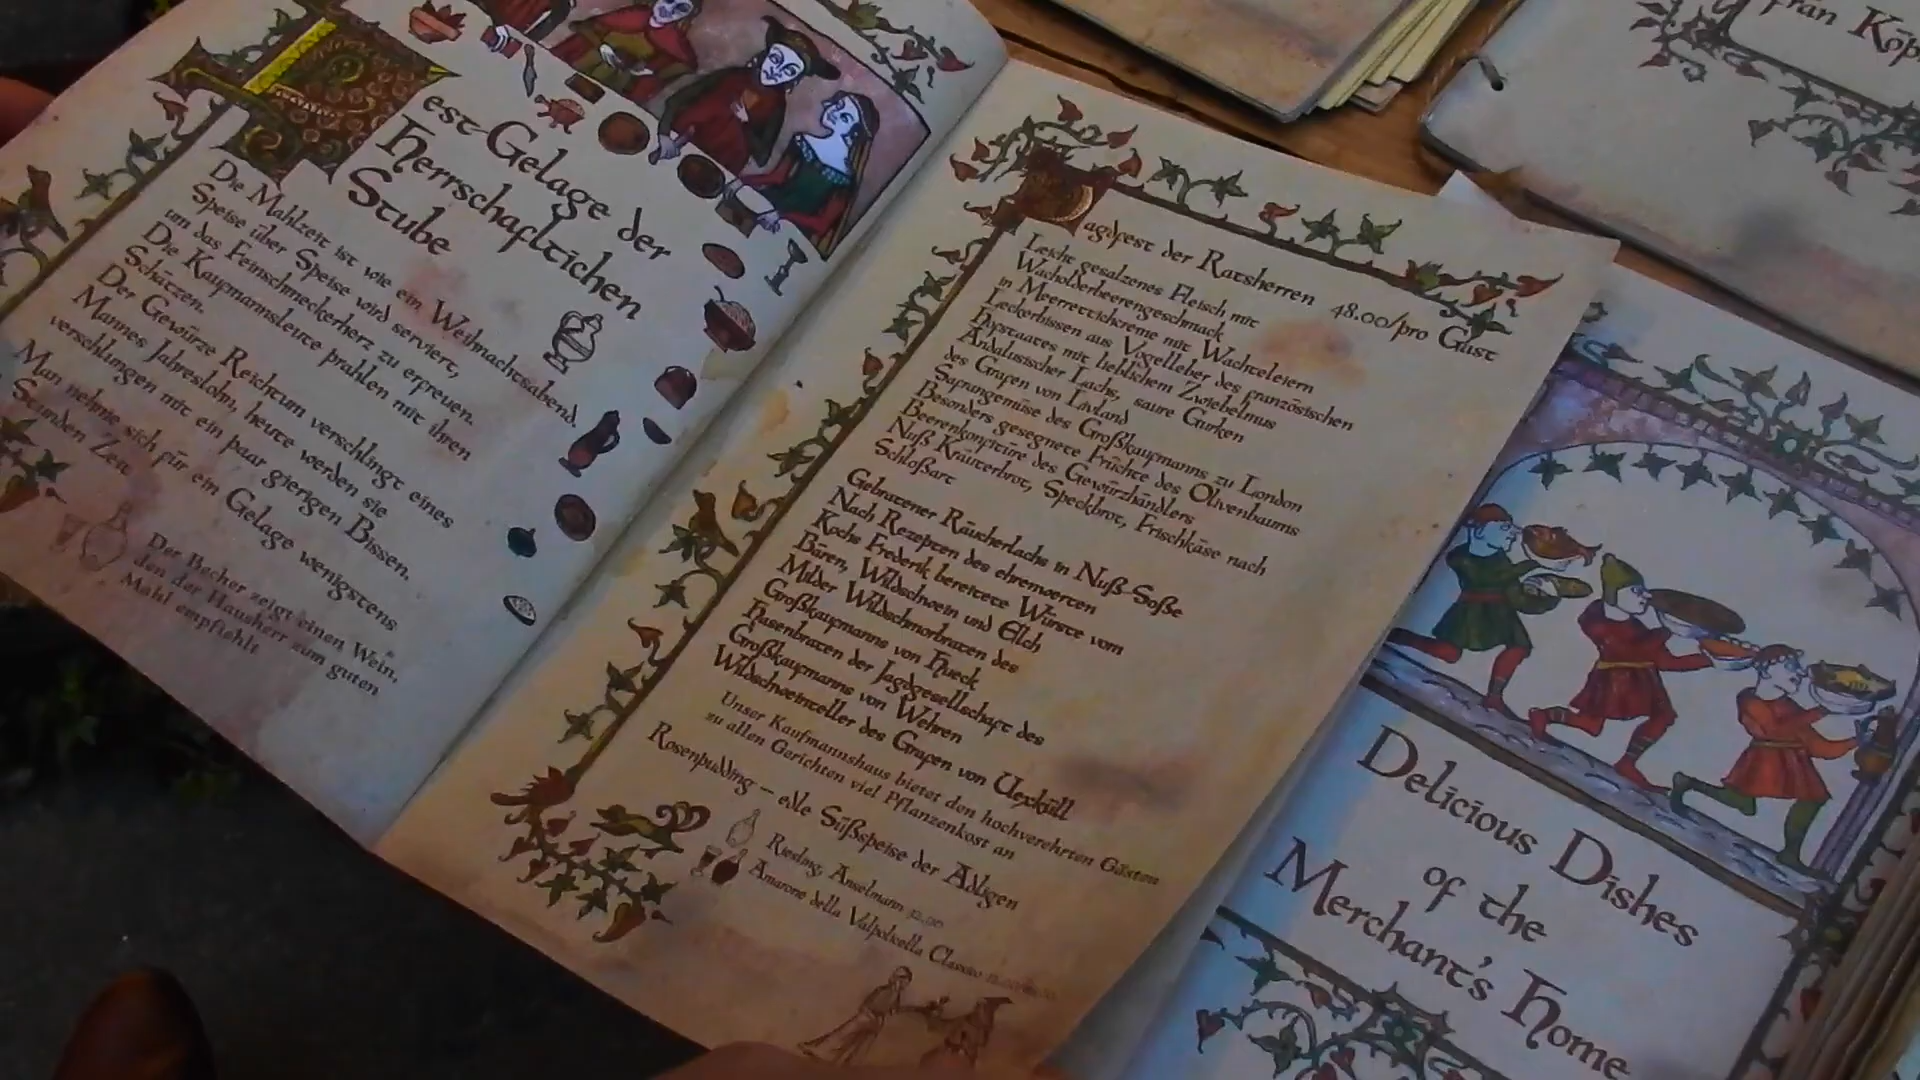 Fest-Gelage der
Herrschaftlichen
Stube
Die Mahlzeit ist wie ein Weihnachtsabend.
Speise über Speise wird serviert,
um das Feinschmeckerherz zu erfreuen.
Die Kaufmannsleute prahlen mit ihren
Schätzen.
Der Gewürze Reichtum verschlingt eines
Mannes Jahreslohn, heute werden sie
verschlungen mit ein paar gierigen Bissen.
Man nehme sich für ein Gelage wenigstens
Stunden Zeit
Der Becher zeigt einen Wein,
den der Hausherr zum guten
Mahl empfiehlt
Jagdfest der Ratsherren 48.00/pro Gast
Leicht gesalzenes Fleisch mit
Wacholderbeerengeschmack
in Meerrettichcreme mit Wachteleiern
Leckerbissen aus Vogelleber des französischen
Hofstaates mit lieblichem Zwiebelmus
Andalusischer Lachs, saure Gurken
des Grafen von Livland
Safrangemüse des Großkaufmanns zu London
Besonders gesegnete Früchte des Olivenbaums
Beerenkonfitüre des Gewürzhändlers
Nuß Kräuterbrot, Speckbrot, Frischkäse nach
Schloßart
Gebratener Räucherlachs in Nuß-Soße
Nach Rezepten des ehrenwerten
Kochs Frederik bereitete Würste vom
Bären, Wildschwein und Elch
Milder Wildschmorbraten des
Großkaufmanns von Hueck
Hasenbraten der Jagdgesellschaft des
Großkaufmanns von Wehren
Wildschweinteller des Grafen von Uexküll
Unser Kaufmannshaus bietet den hochverehrten Gästen
zu allen Gerichten viel Pflanzenkost an
Rosenpudding – edle Süßspeise der Adligen
Riesling, Anselmann
Amarone della Valpolicella Classico
från Köp
Delicious Dishes
of the
Merchant's Home